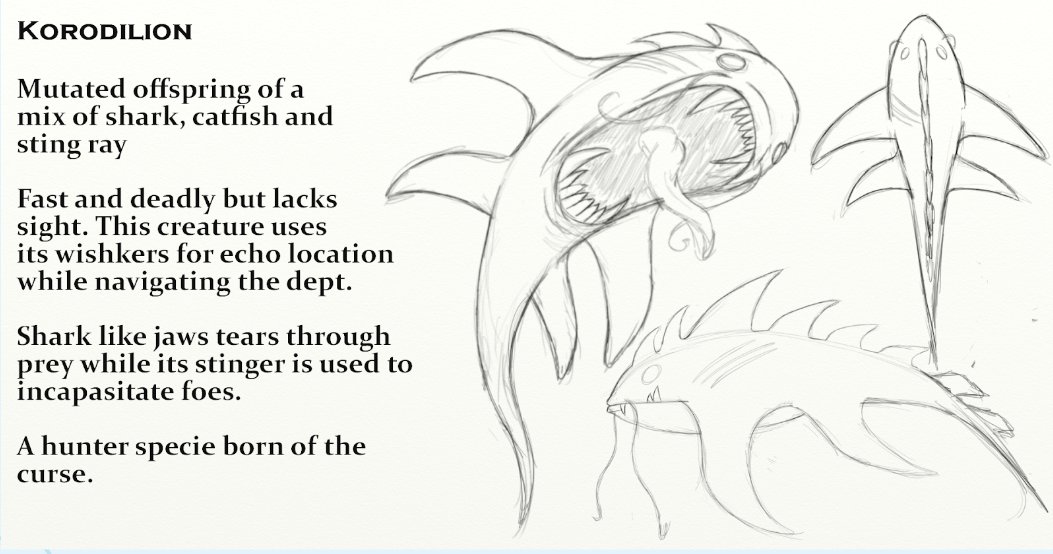 KORODILION
Mutated offspring of a
mix of shark, catfish and
sting ray
Fast and deadly but lacks
sight. This creature uses
its wishkers for echo location
while navigating the dept.
Shark like jaws tears through
prey while its stinger is used to
incapasitate foes.
A hunter specie born of the
curse.